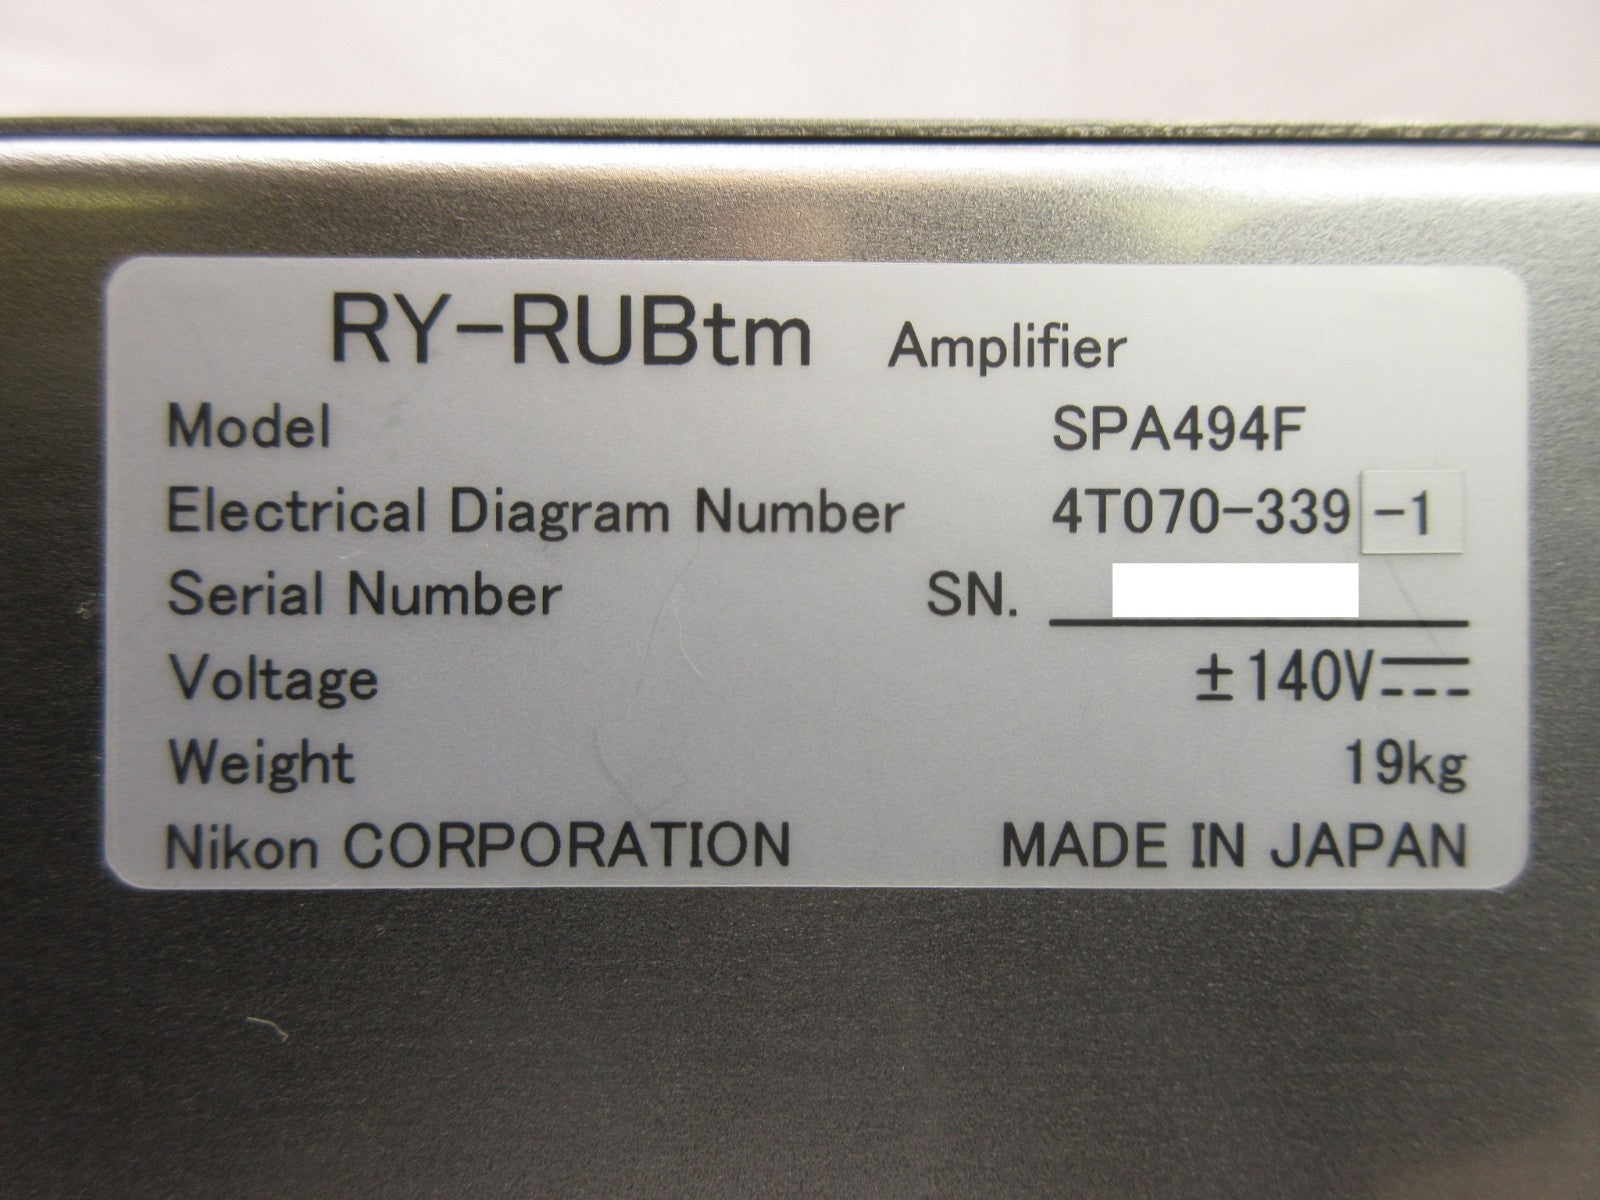 RY-RUBtm Amplifier
Model SPA494F
Electrical Diagram Number 4T070-339-1
Serial Number SN.
Voltage ±140V⎓
Weight 19kg
Nikon CORPORATION MADE IN JAPAN